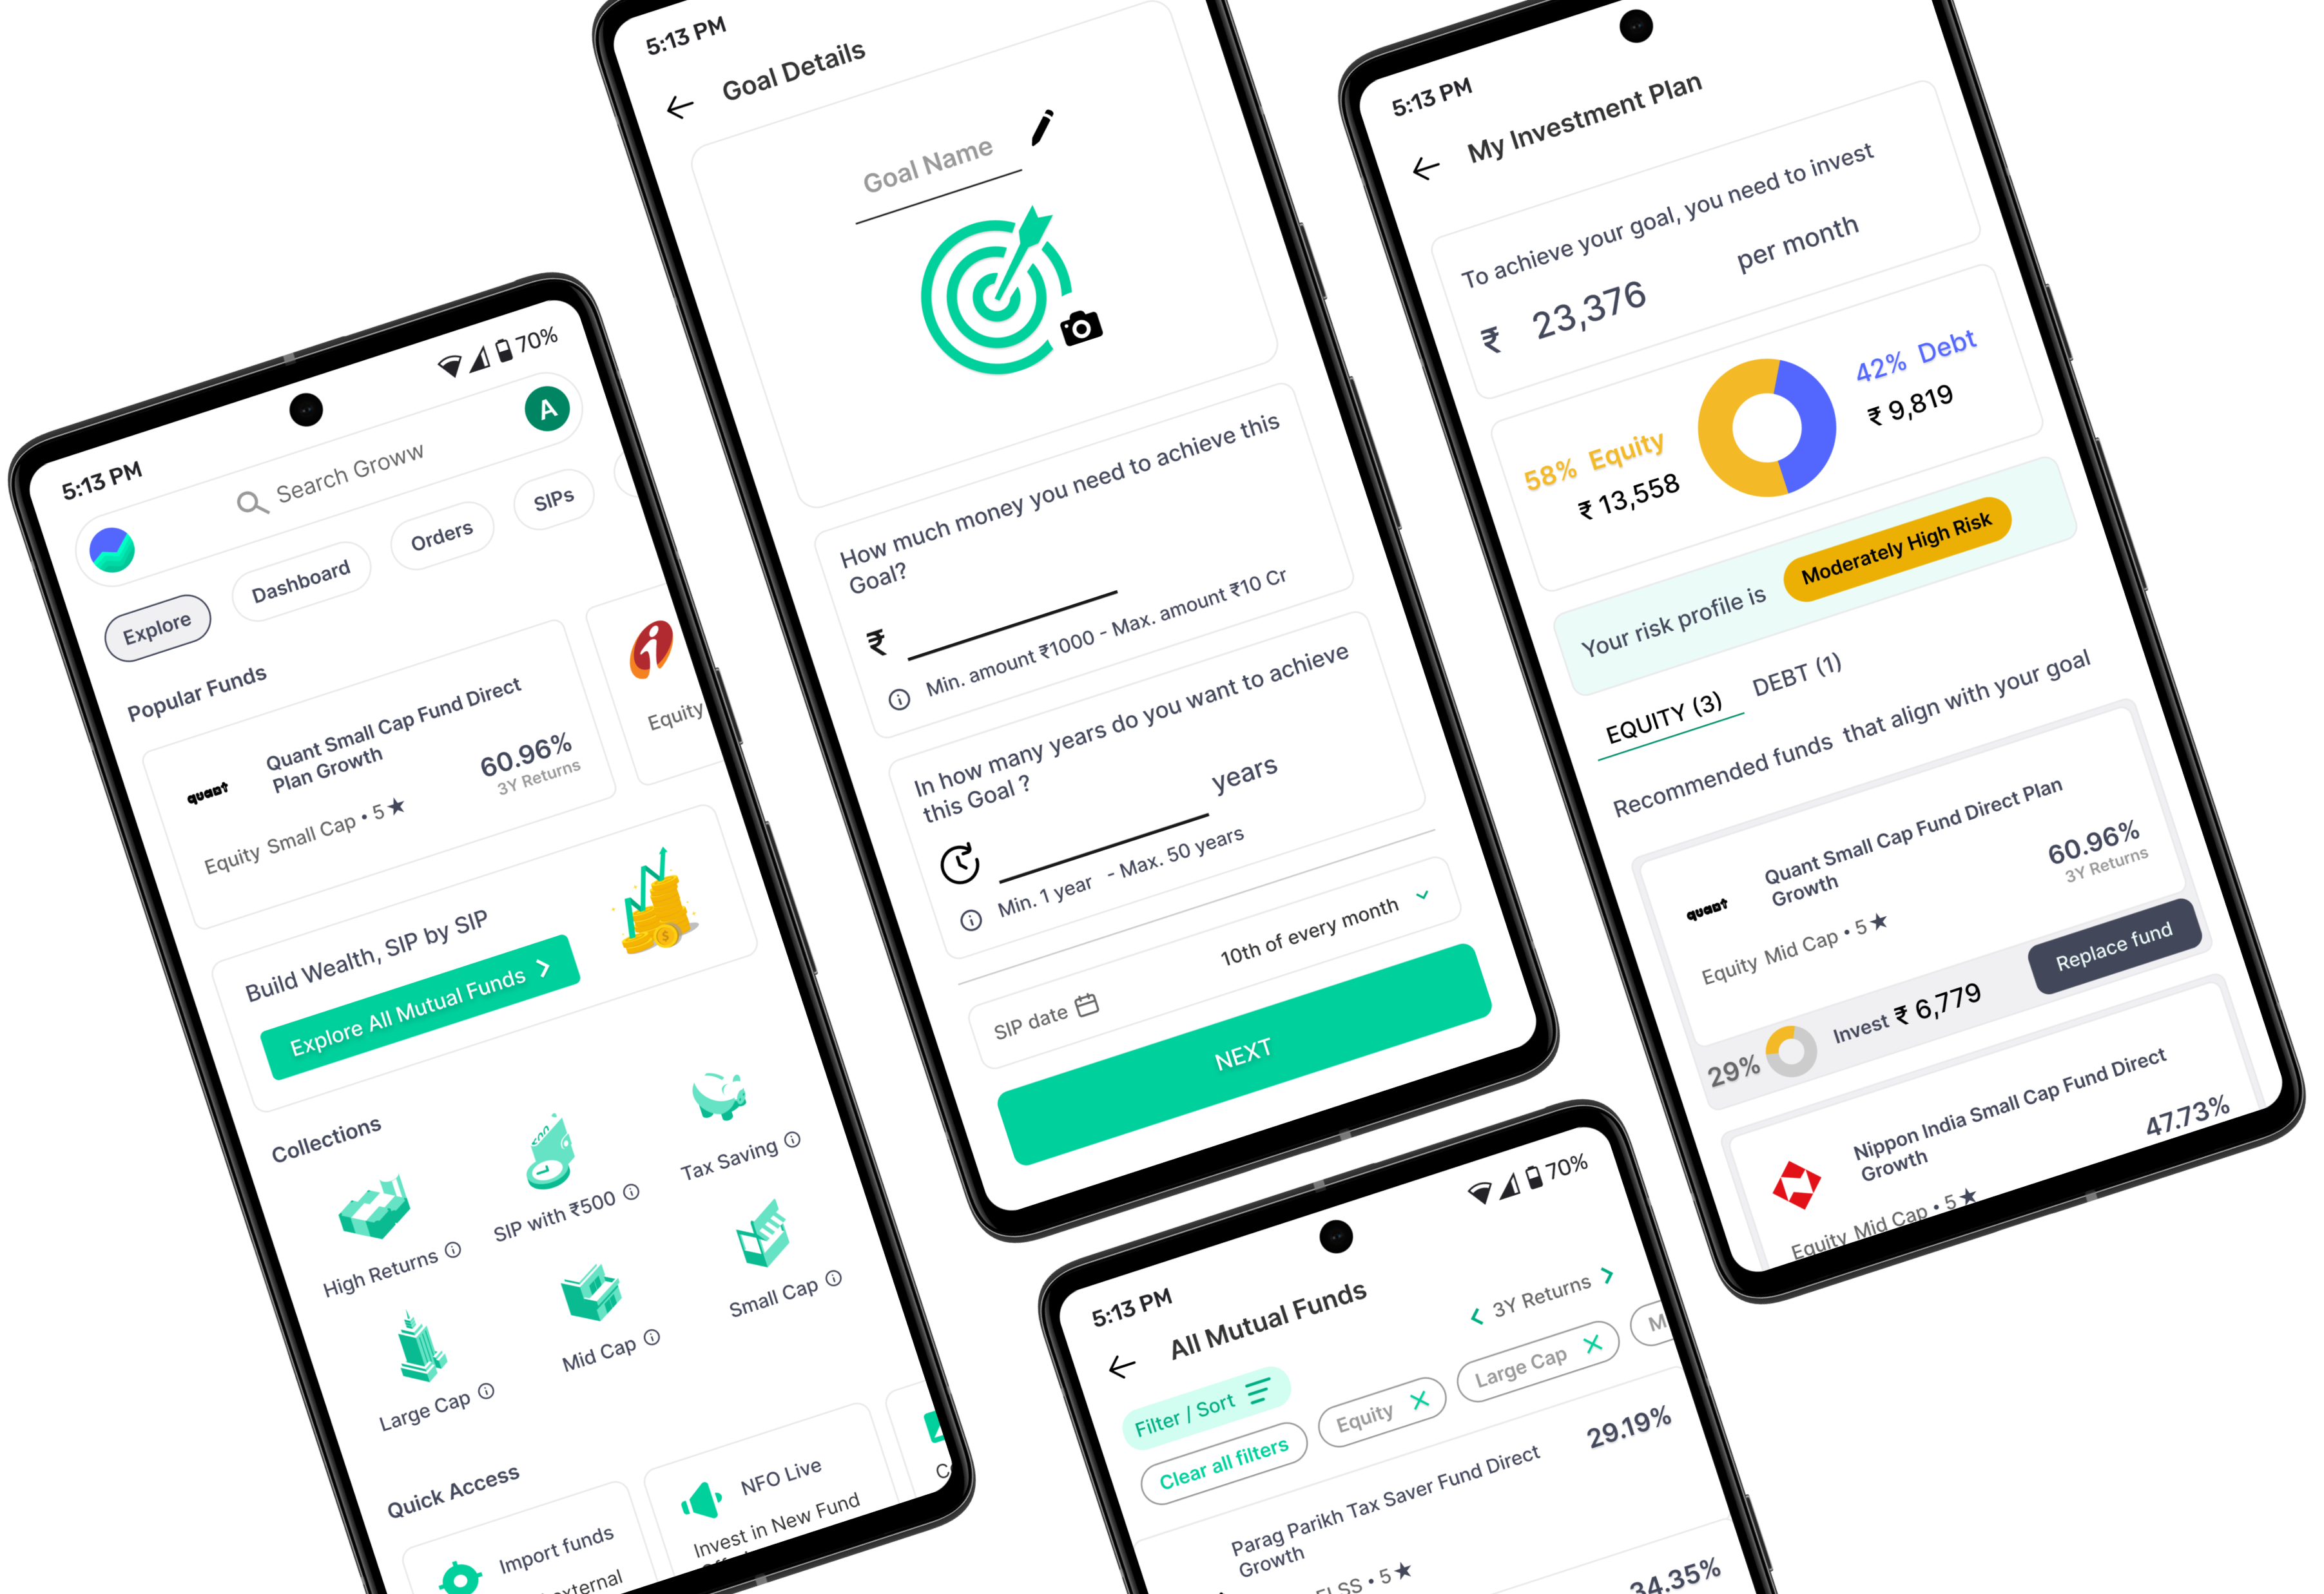 5:13 PM
70%
Search Groww
A
Explore
Dashboard
Orders
SIPs
Popular Funds
quant
Quant Small Cap Fund Direct
Plan Growth
60.96%
3Y Returns
Equity Small Cap • 5 ★
Equity
Build Wealth, SIP by SIP
Explore All Mutual Funds
Collections
High Returns
SIP with ₹500
Tax Saving
Large Cap
Mid Cap
Small Cap
Quick Access
Import funds
external
NFO Live
Invest in New Fund
5:13 PM
Goal Details
Goal Name
How much money you need to achieve this
Goal?
₹
Min. amount ₹1000 - Max. amount ₹10 Cr
In how many years do you want to achieve
this Goal ?
years
Min. 1 year - Max. 50 years
SIP date
10th of every month
NEXT
5:13 PM
My Investment Plan
To achieve your goal, you need to invest
₹ 23,376 per month
58% Equity
₹ 13,558
42% Debt
₹ 9,819
Your risk profile is
Moderately High Risk
EQUITY (3)
DEBT (1)
Recommended funds that align with your goal
quant
Quant Small Cap Fund Direct Plan
Growth
60.96%
3Y Returns
Equity Mid Cap • 5 ★
29%
Invest ₹ 6,779
Replace fund
Nippon India Small Cap Fund Direct
Growth
47.73%
Equity Mid Cap • 5 ★
5:13 PM
70%
All Mutual Funds
3Y Returns
Filter / Sort
Clear all filters
Equity
Large Cap
M
Parag Parikh Tax Saver Fund Direct
Growth
29.19%
ELSS • 5 ★
34.35%